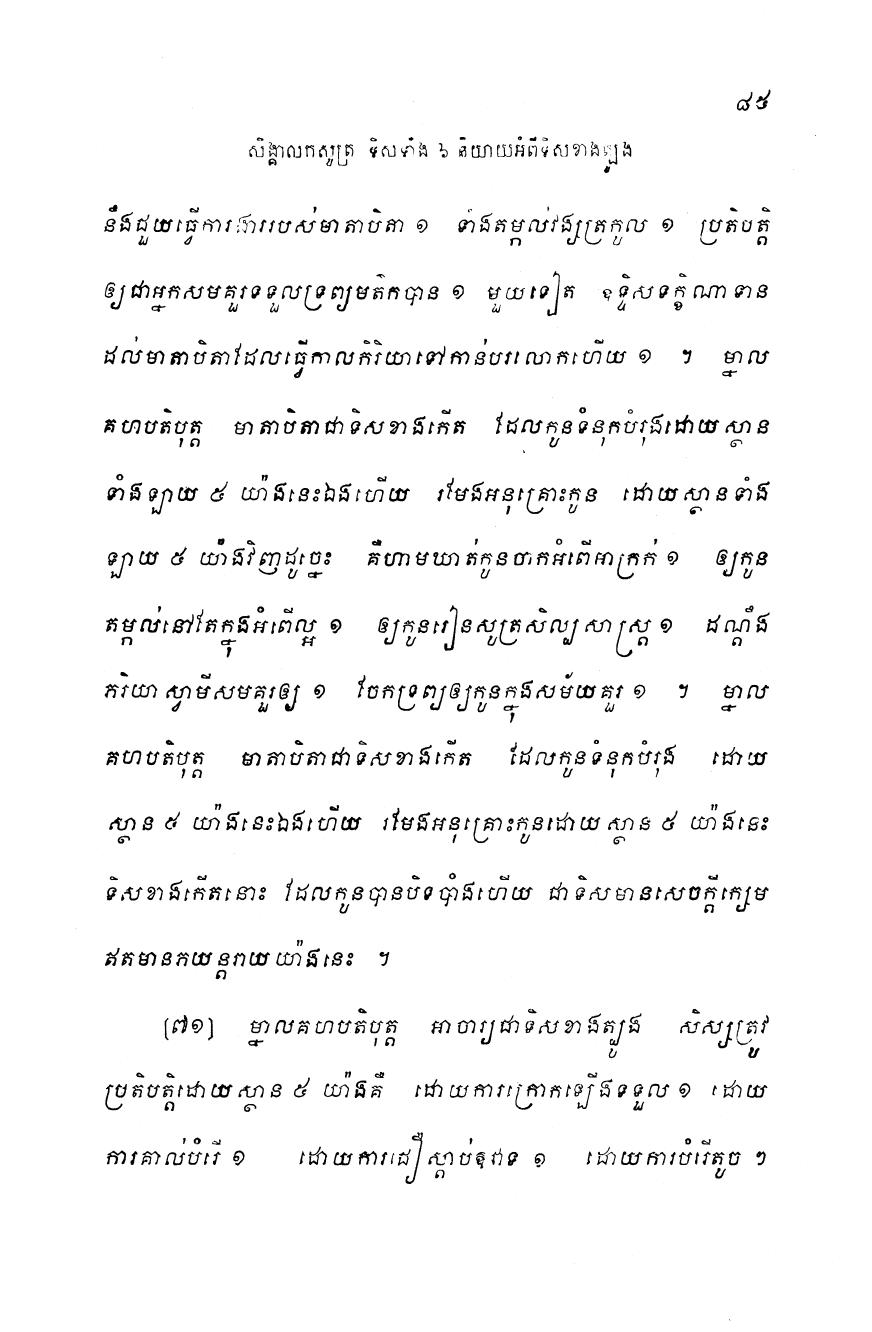 ៨៥
សិង្គាលកសូត្រ ទិសទាំង ៦ និយាយអំពីទិសខាងត្បូង
នឹងជួយធ្វើការងាររបស់មាតាបិតា ១ ទាំងតម្កល់វង្សត្រកូល ១ ប្រតិបត្តិ
ឲ្យជាអ្នកសមគួរទទួលទ្រព្យមត៌កបាន ១ មួយទៀត ឧទ្ទិសទក្ខិណាទាន
ដល់មាតាបិតាដែលធ្វើកាលកិរិយាទៅកាន់បរលោកហើយ ១ ។ ម្នាល
គហបតិបុត្ត មាតាបិតាជាទិសខាងកើត ដែលកូនទំនុកបំរុងដោយស្ថាន
ទាំងឡាយ ៥ យ៉ាងនេះឯងហើយ រមែងអនុគ្រោះកូន ដោយស្ថានទាំង
ឡាយ ៥ យ៉ាងវិញដូច្នេះ គឺហាមឃាត់កូនចាកអំពើអាក្រក់ ១ ឲ្យកូន
តម្កល់នៅតែក្នុងអំពើល្អ ១ ឲ្យកូនរៀនសូត្រសិល្បសាស្ត្រ ១ ដណ្តឹង
ភរិយាស្វាមីសមគួរឲ្យ ១ ចែកទ្រព្យឲ្យកូនក្នុងសម័យគួរ ១ ។ ម្នាល
គហបតិបុត្ត មាតាបិតាជាទិសខាងកើត ដែលកូនទំនុកបំរុង ដោយ
ស្ថាន ៥ យ៉ាងនេះឯងហើយ រមែងអនុគ្រោះកូនដោយស្ថាន ៥ យ៉ាងនេះ
ទិសខាងកើតនោះ ដែលកូនបានបិទបាំងហើយ ជាទិសមានសេចក្តីក្សេម
ឥតមានភយន្តរាយយ៉ាងនេះ ។
[៧១] ម្នាលគហបតិបុត្ត អាចារ្យជាទិសខាងត្បូង សិស្សត្រូវ
ប្រតិបត្តិដោយស្ថាន ៥ យ៉ាងគឺ ដោយការក្រោកឡើងទទួល ១ ដោយ
ការគាល់បំរើ ១ ដោយការជឿស្តាប់ឱវាទ ១ ដោយការបំរើតូច ៗ